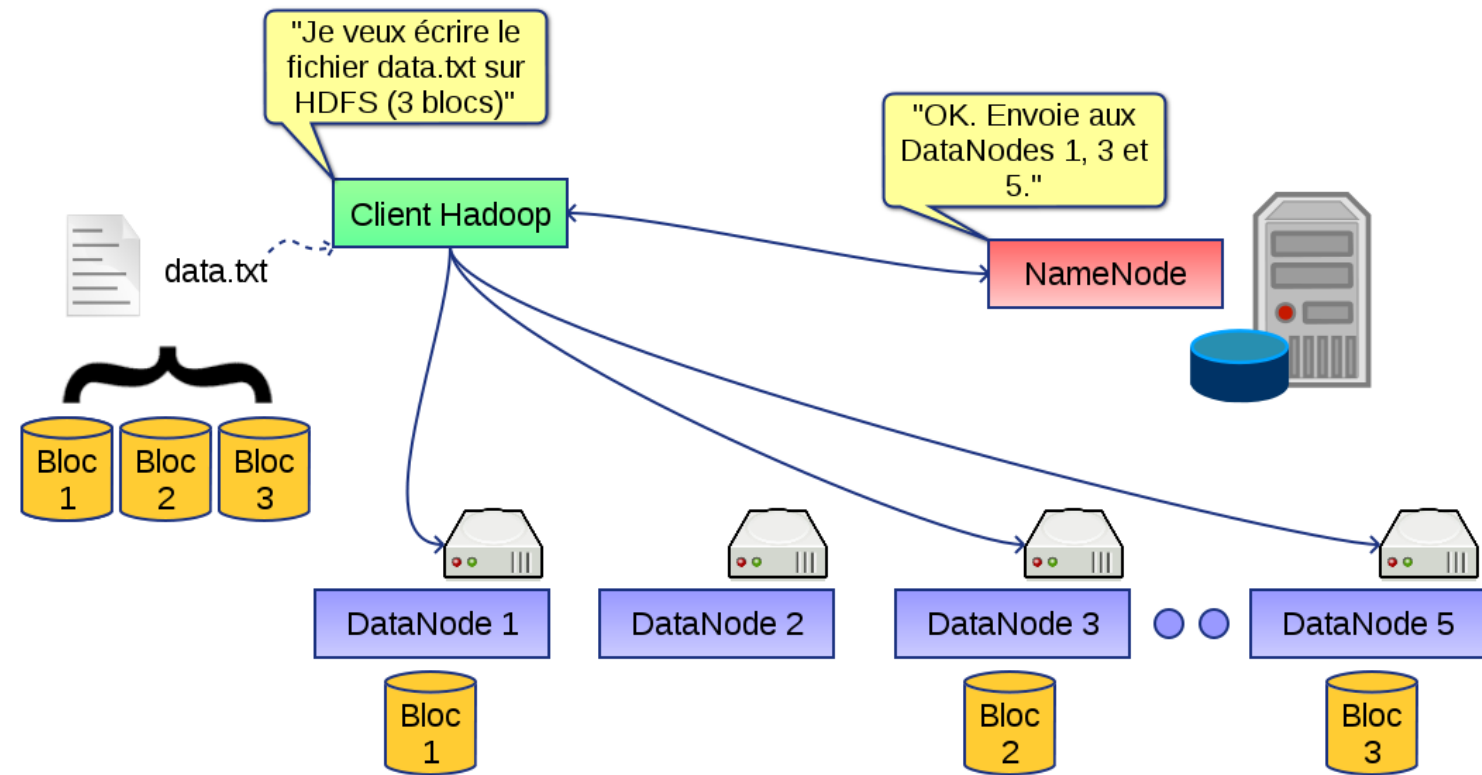 "Je veux écrire le
fichier data.txt sur
HDFS (3 blocs)"
"OK. Envoie aux
DataNodes 1, 3 et
5."
Client Hadoop
data.txt
NameNode
Bloc
1
Bloc
2
Bloc
3
DataNode 1
DataNode 2
DataNode 3
DataNode 5
Bloc
1
Bloc
2
Bloc
3